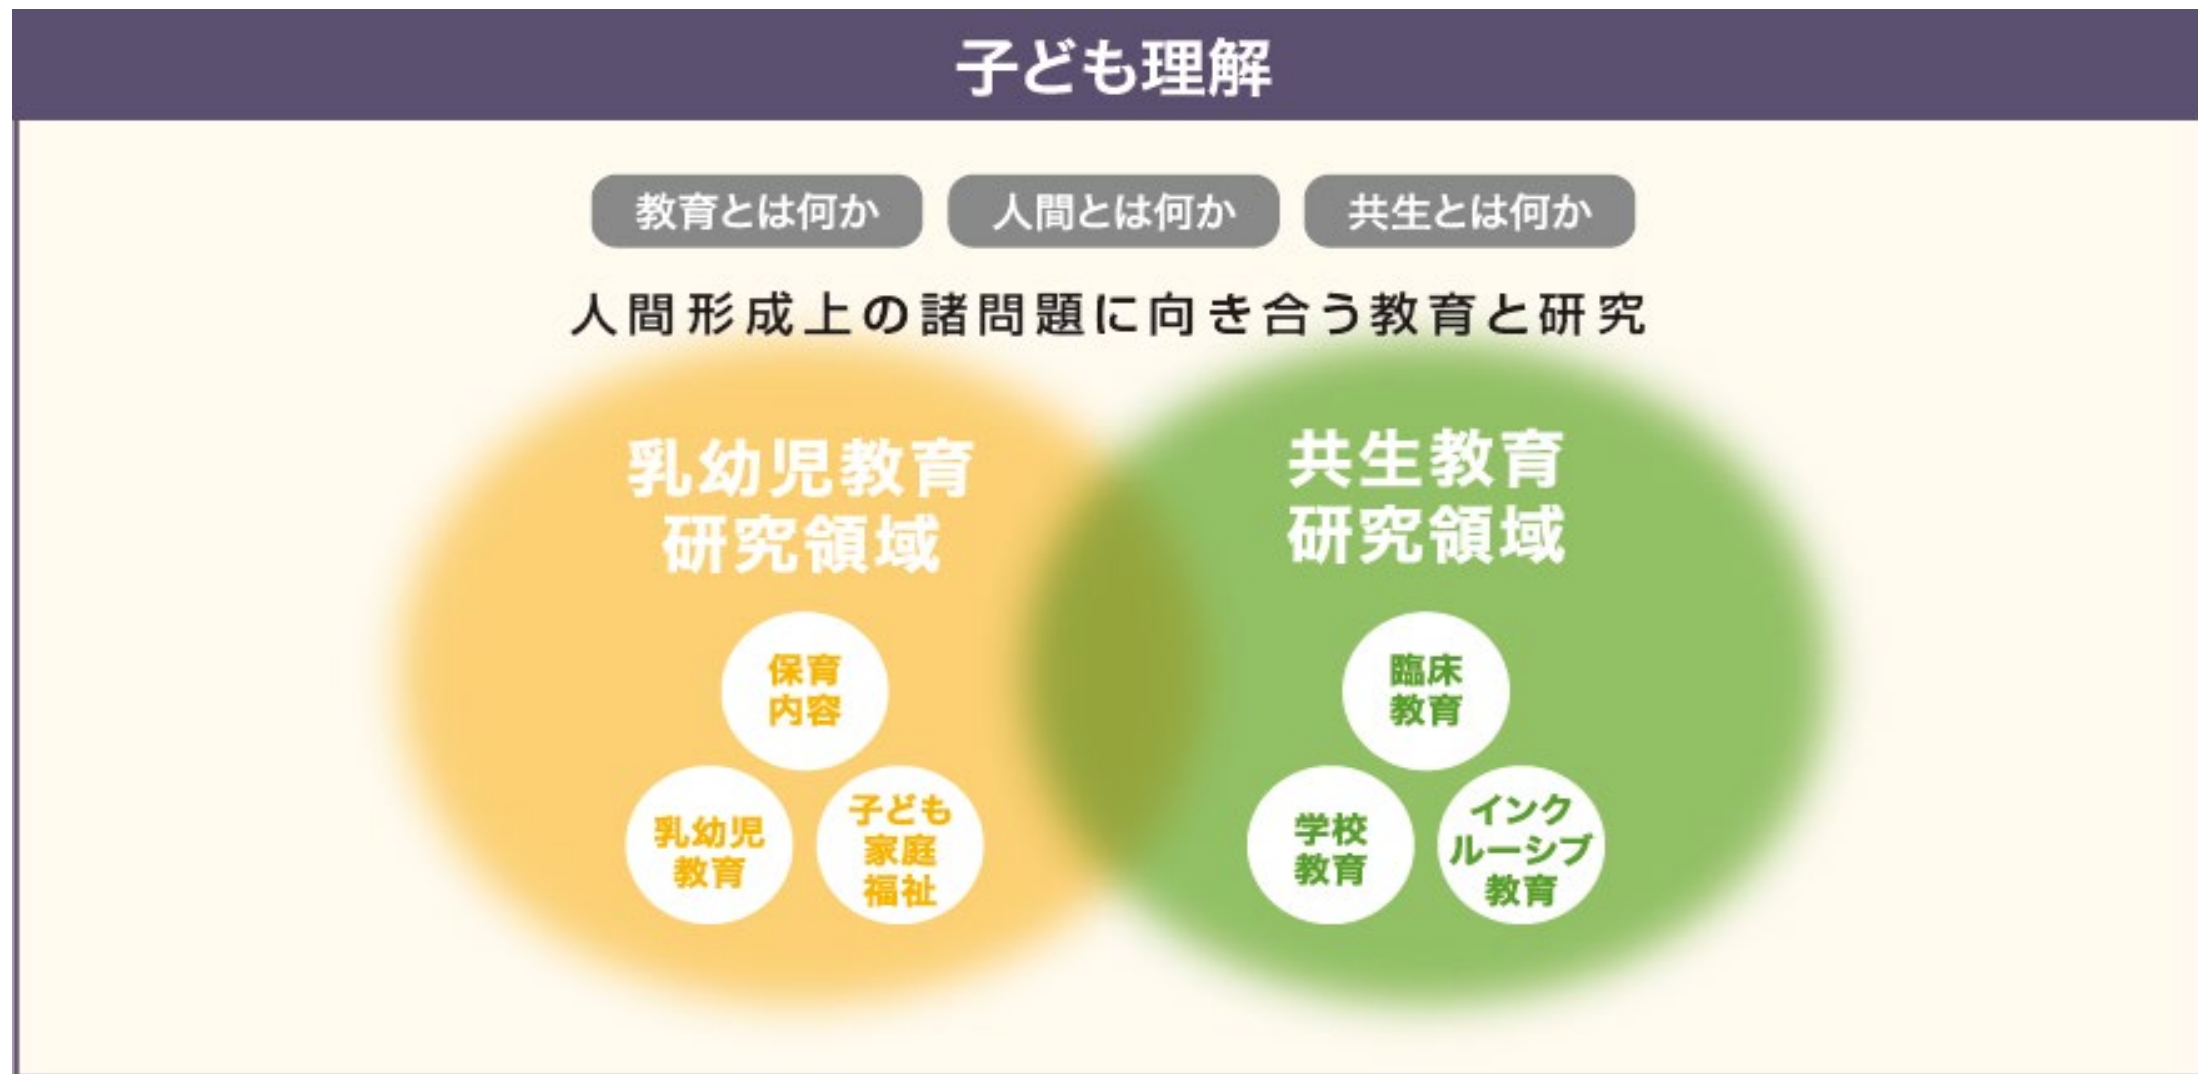 子ども理解
教育とは何か
人間とは何か
共生とは何か
人間形成上の諸問題に向き合う教育と研究
乳幼児教育
研究領域
保育
内容
乳幼児
教育
子ども
家庭
福祉
共生教育
研究領域
臨床
教育
学校
教育
インク
ルーシブ
教育